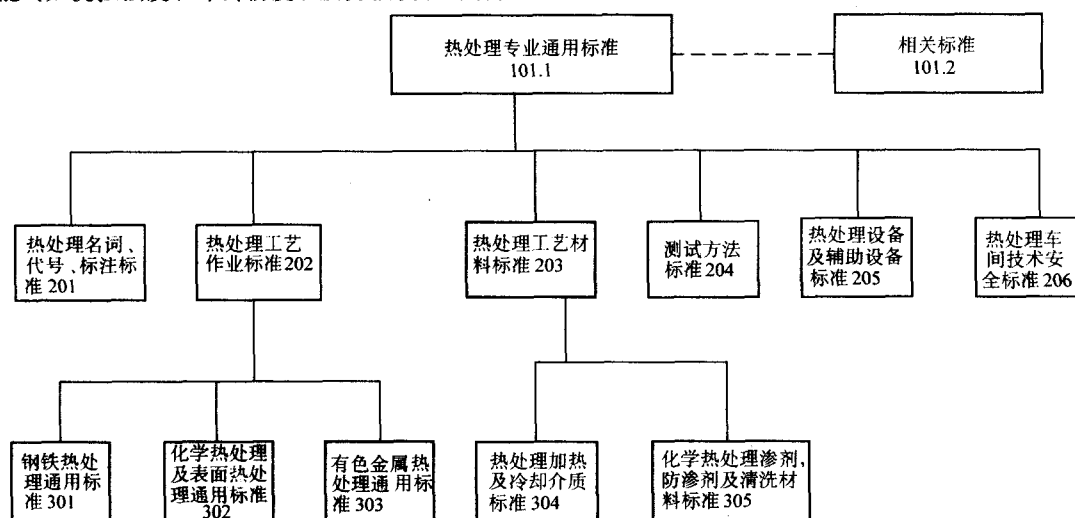 热处理专业通用标准
101.1
相关标准
101.2
热处理名词、
代号、标注标
准 201
热处理工艺
作业标准 202
热处理工艺材
料标准 203
测试方法
标准 204
热处理设备
及辅助设备
标准 205
热处理车
间技术安
全标准 206
钢铁热处
理通用标
准 301
化学热处理
及表面热处
理通用标准
302
有色金属热
处理通用标
准 303
热处理加热
及冷却介质
标准 304
化学热处理渗剂,
防渗剂及清洗材
料标准 305